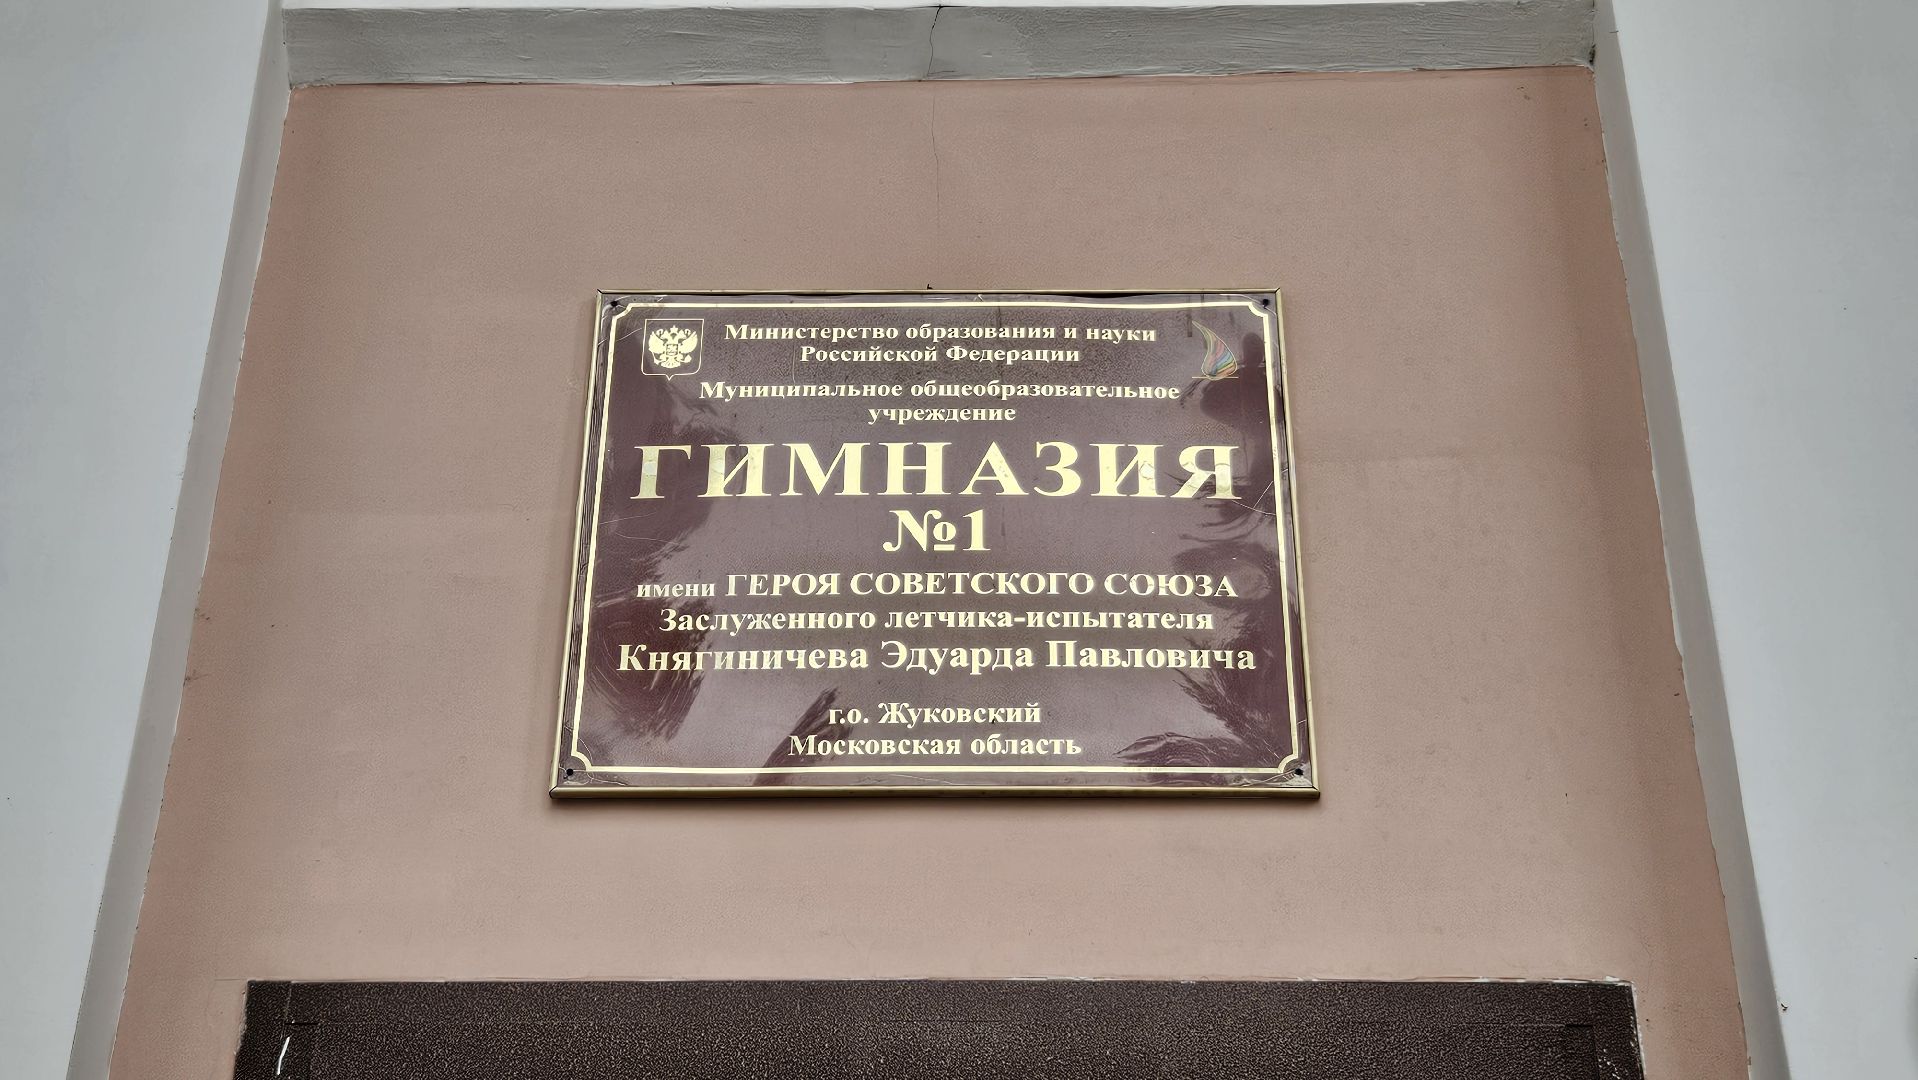 Министерство образования и науки
Российской Федерации
Муниципальное общеобразовательное
учреждение
ГИМНАЗИЯ
№1
имени ГЕРОЯ СОВЕТСКОГО СОЮЗА
Заслуженного летчика-испытателя
Княгиничева Эдуарда Павловича
г.о. Жуковский
Московская область